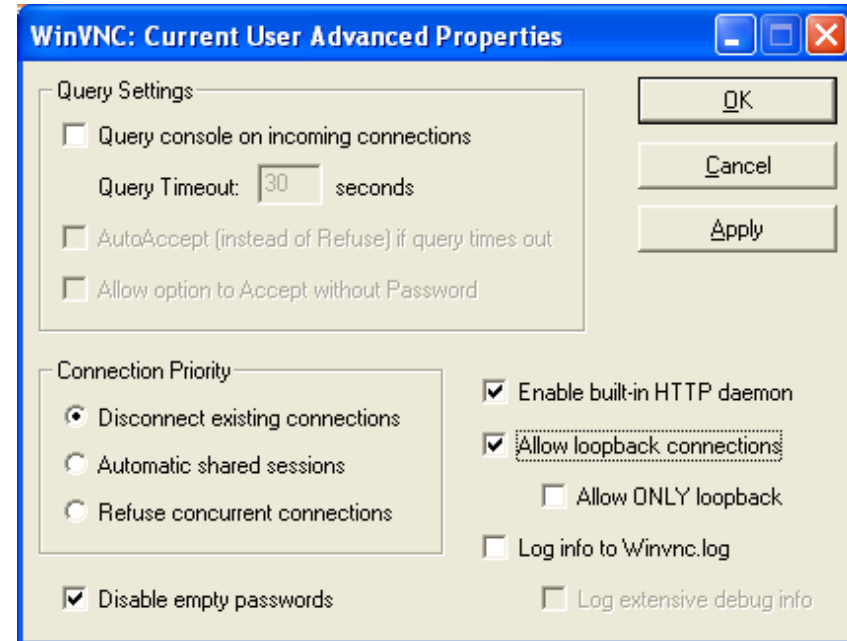 WinVNC: Current User Advanced Properties
Query Settings
Query console on incoming connections
Query Timeout: 30 seconds
AutoAccept (instead of Refuse) if query times out
Allow option to Accept without Password
OK
Cancel
Apply
Connection Priority
Disconnect existing connections
Automatic shared sessions
Refuse concurrent connections
Enable built-in HTTP daemon
Allow loopback connections
Allow ONLY loopback
Log info to Winvnc.log
Log extensive debug info
Disable empty passwords